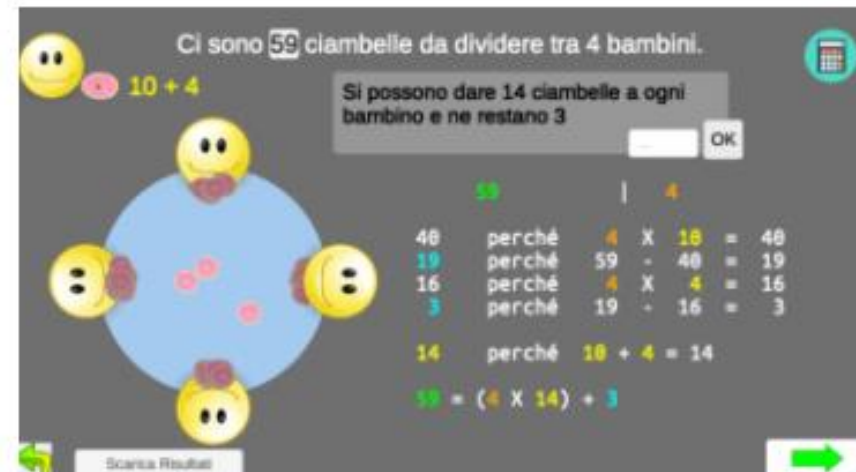 Ci sono 59 ciambelle da dividere tra 4 bambini.
10 + 4
Si possono dare 14 ciambelle a ogni
bambino e ne restano 3
OK
59 | 4
40 perché 4 X 10 = 40
19 perché 59 - 40 = 19
16 perché 4 X 4 = 16
3 perché 19 - 16 = 3
14 perché 10 + 4 = 14
59 = (4 X 14) + 3
Scarica Risultati